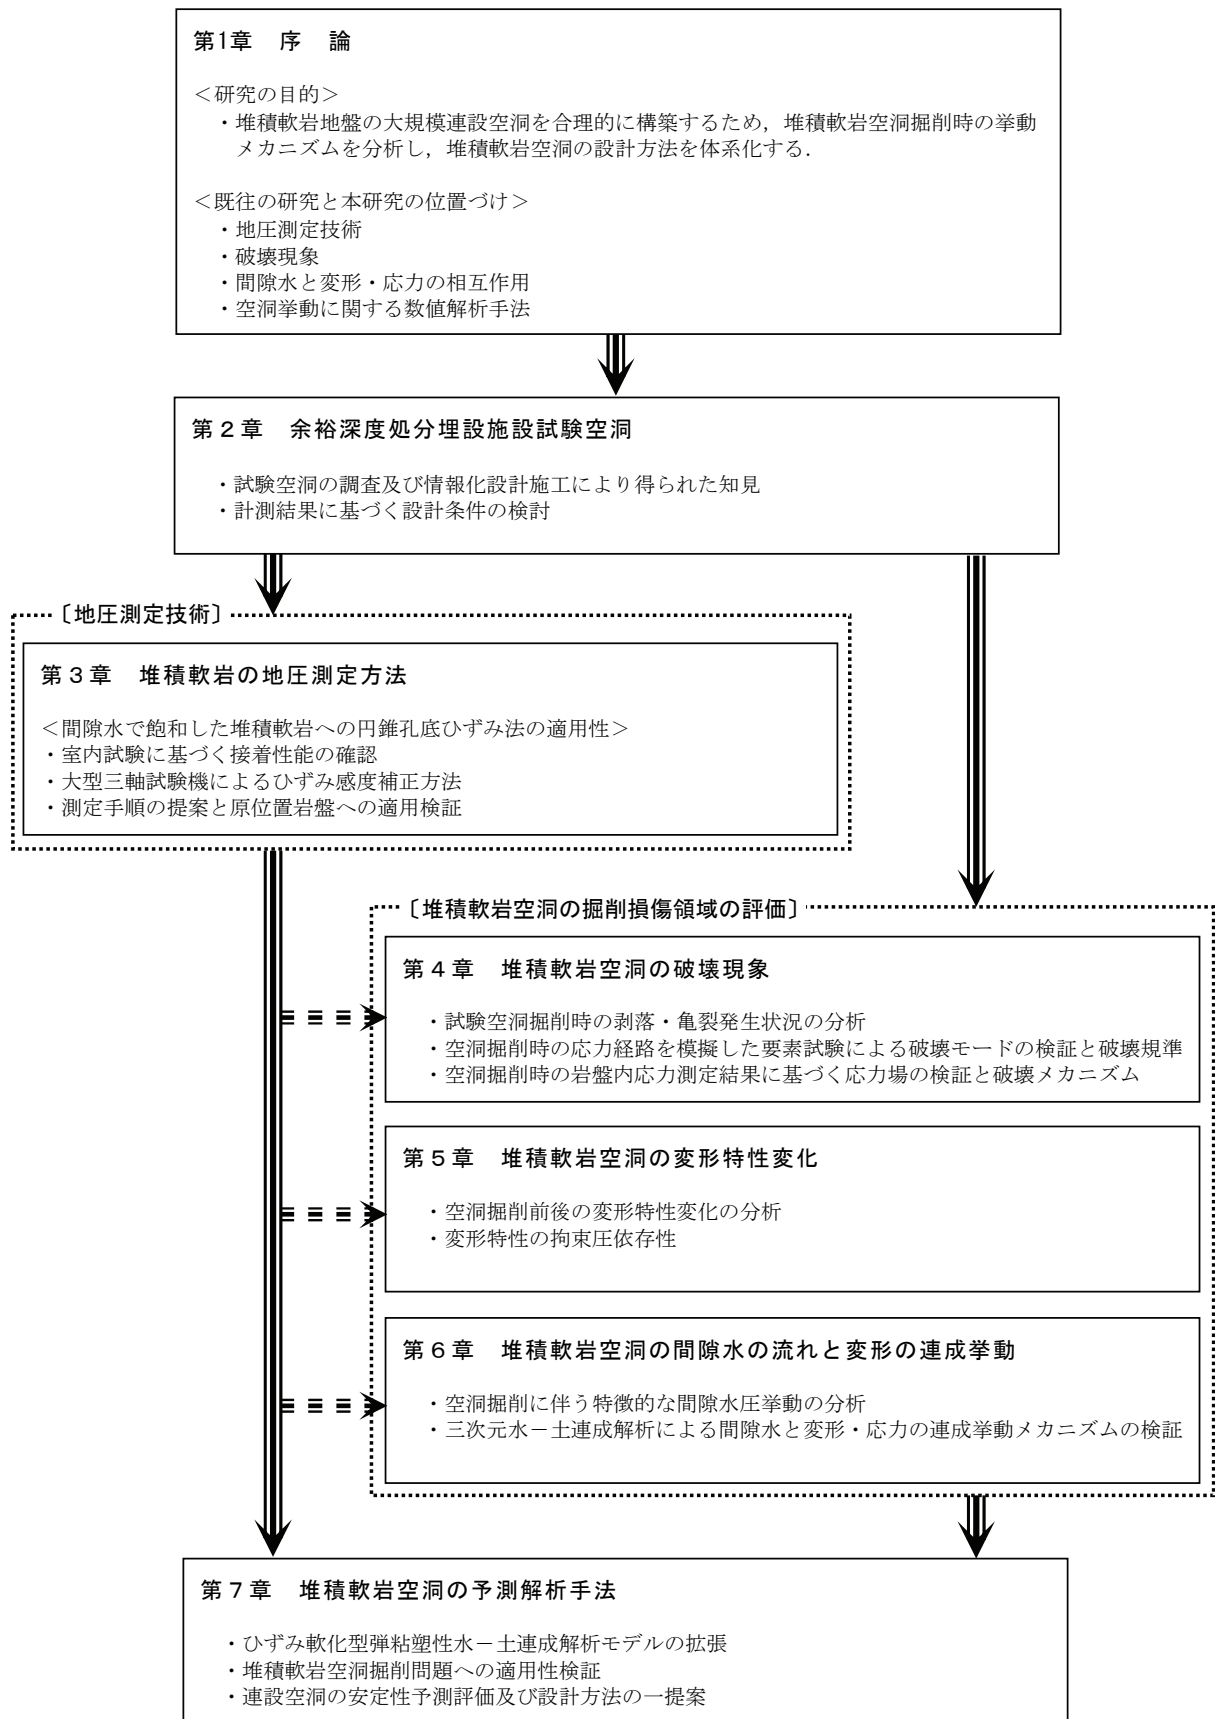 第1章　序　論
＜研究の目的＞
・堆積軟岩地盤の大規模連設空洞を合理的に構築するため，堆積軟岩空洞掘削時の挙動
メカニズムを分析し，堆積軟岩空洞の設計方法を体系化する．
＜既往の研究と本研究の位置づけ＞
・地圧測定技術
・破壊現象
・間隙水と変形・応力の相互作用
・空洞挙動に関する数値解析手法
第２章　余裕深度処分埋設施設試験空洞
・試験空洞の調査及び情報化設計施工により得られた知見
・計測結果に基づく設計条件の検討
〔地圧測定技術〕
第３章　堆積軟岩の地圧測定方法
＜間隙水で飽和した堆積軟岩への円錐孔底ひずみ法の適用性＞
・室内試験に基づく接着性能の確認
・大型三軸試験機によるひずみ感度補正方法
・測定手順の提案と原位置岩盤への適用検証
〔堆積軟岩空洞の掘削損傷領域の評価〕
第４章　堆積軟岩空洞の破壊現象
・試験空洞掘削時の剥落・亀裂発生状況の分析
・空洞掘削時の応力経路を模擬した要素試験による破壊モードの検証と破壊規準
・空洞掘削時の岩盤内応力測定結果に基づく応力場の検証と破壊メカニズム
第５章　堆積軟岩空洞の変形特性変化
・空洞掘削前後の変形特性変化の分析
・変形特性の拘束圧依存性
第６章　堆積軟岩空洞の間隙水の流れと変形の連成挙動
・空洞掘削に伴う特徴的な間隙水圧挙動の分析
・三次元水－土連成解析による間隙水と変形・応力の連成挙動メカニズムの検証
第７章　堆積軟岩空洞の予測解析手法
・ひずみ軟化型弾粘塑性水－土連成解析モデルの拡張
・堆積軟岩空洞掘削問題への適用性検証
・連設空洞の安定性予測評価及び設計方法の一提案